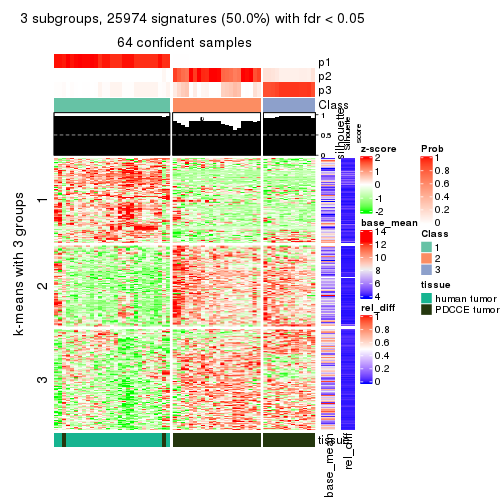 3 subgroups, 25974 signatures (50.0%) with fdr < 0.05
64 confident samples
p1
p2
p3
Class
1
0.5
0
silhouette
Silhouette
score
k-means with 3 groups
1
2
3
tissue
base_mean
rel_diff
z-score
2
1
0
-1
-2
base_mean
14
12
10
8
6
4
rel_diff
1
0.8
0.6
0.4
0.2
0
Prob
1
0.8
0.6
0.4
0.2
0
Class
1
2
3
tissue
human tumor
PDCCE tumor